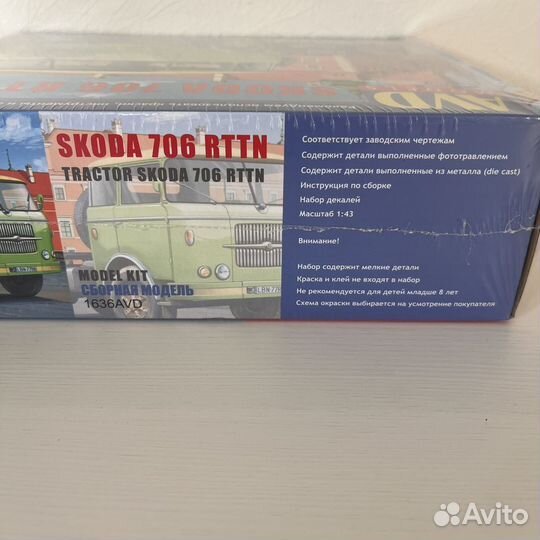 AVD
SKODA 706 RTTN
TRACTOR SKODA 706 RTTN
MODEL KIT
СБОРНАЯ МОДЕЛЬ
1636AVD
Соответствует заводским чертежам
Содержит детали выполненные фототравлением
Содержит детали выполненные из металла (die cast)
Инструкция по сборке
Набор декалей
Масштаб 1:43
Внимание!
Набор содержит мелкие детали
Краска и клей не входят в набор
Не рекомендуется для детей младше 8 лет
Схема окраски выбирается на усмотрение покупателя
Avito